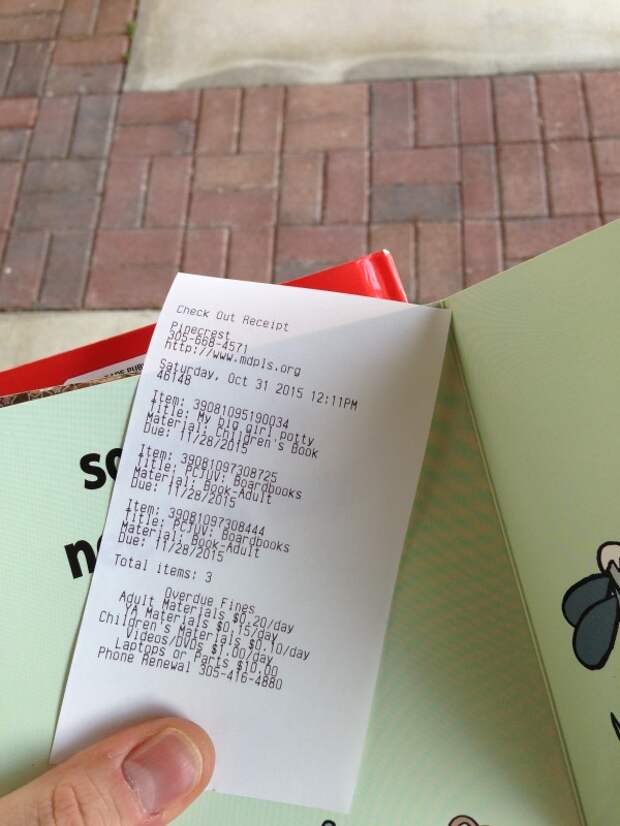 Check Out Receipt
Pinecrest
305-668-4571
http://www.mdpls.org
Saturday, Oct 31 2015 12:11PM
46148
Item: 39081095190034
Title: My big girl potty
Material: Children's Book
Due: 11/28/2015
Item: 39081097308725
Title: PCJUV: Boardbooks
Material: Book-Adult
Due: 11/28/2015
Item: 39081097308444
Title: PCJUV: Boardbooks
Material: Book-Adult
Due: 11/28/2015
Total items: 3
Overdue Fines
Adult Materials $0.20/day
YA Materials $0.15/day
Children's Materials $0.10/day
Videos/DVDs $1.00/day
Laptops or Parts $10.00
Phone Renewal 305-416-4880